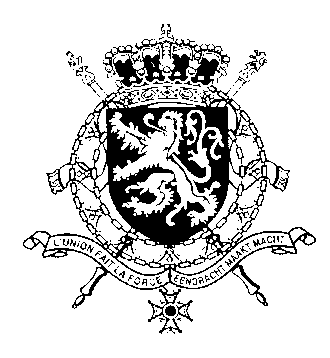 L'UNION FAIT LA FORCE
EENDRACHT MAAKT MACHT